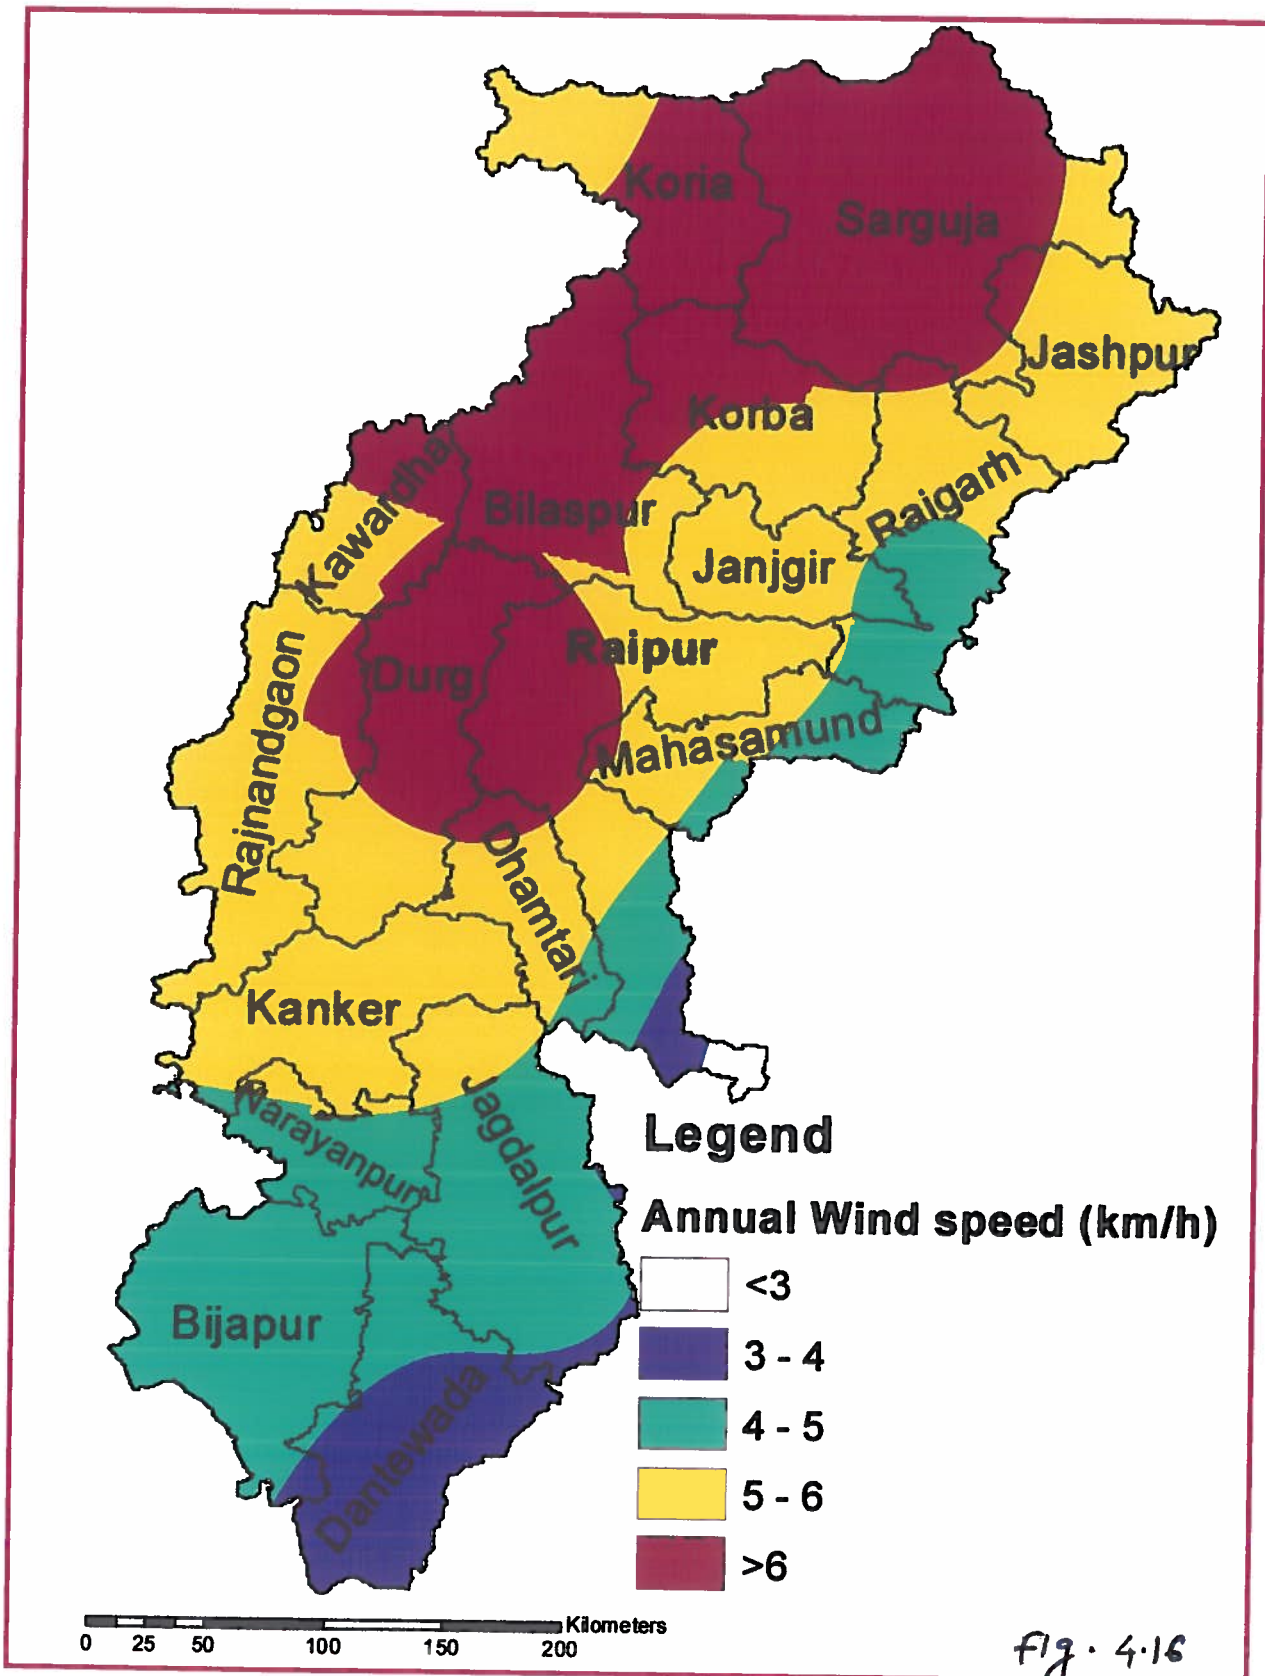 Koria
Sarguja
Jashpur
Korba
Kawardha
Bilaspur
Raigarh
Janjgir
Raipur
Durg
Rajnandgaon
Mahasamund
Dhamtari
Kanker
Narayanpur
Jagdalpur
Bijapur
Dantewada
Legend
Annual Wind speed (km/h)
<3
3 - 4
4 - 5
5 - 6
>6
Kilometers
0 25 50 100 150 200
Fig. 4.16